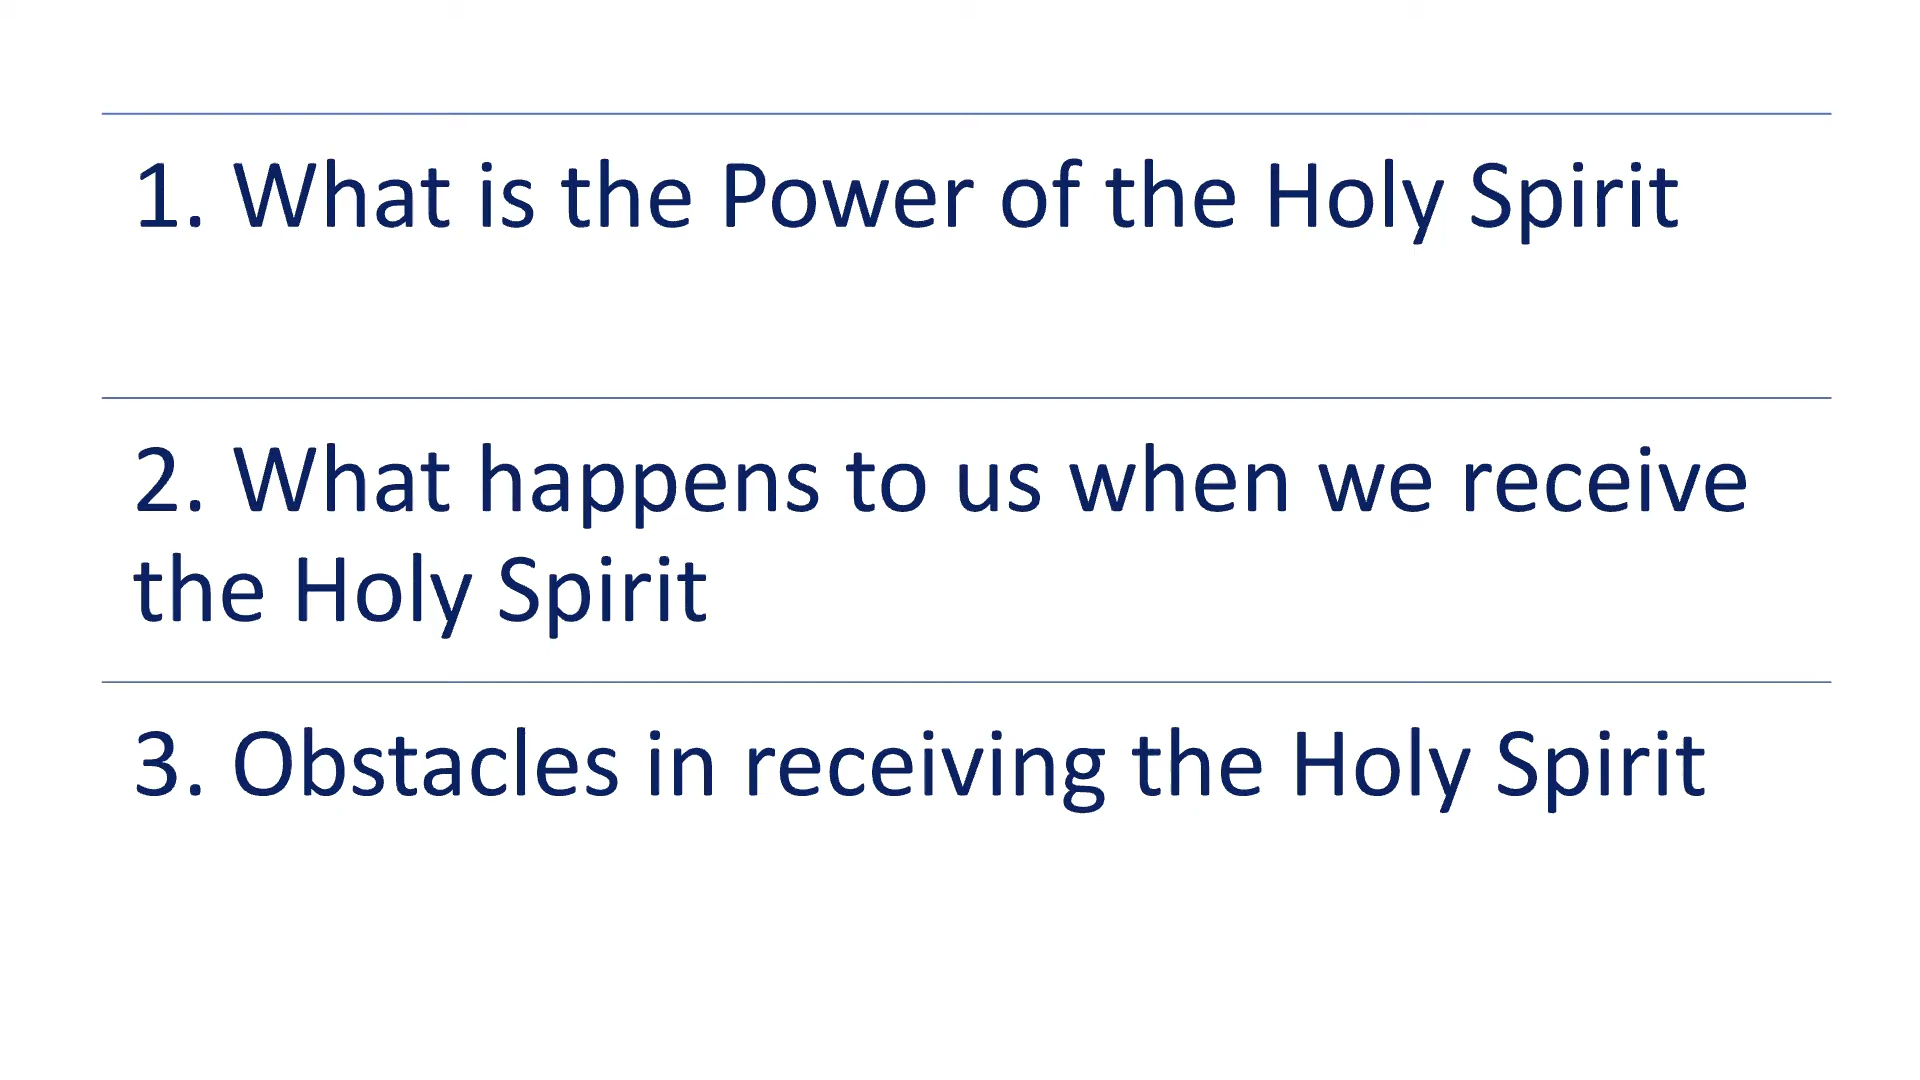 1. What is the Power of the Holy Spirit
2. What happens to us when we receive
the Holy Spirit
3. Obstacles in receiving the Holy Spirit